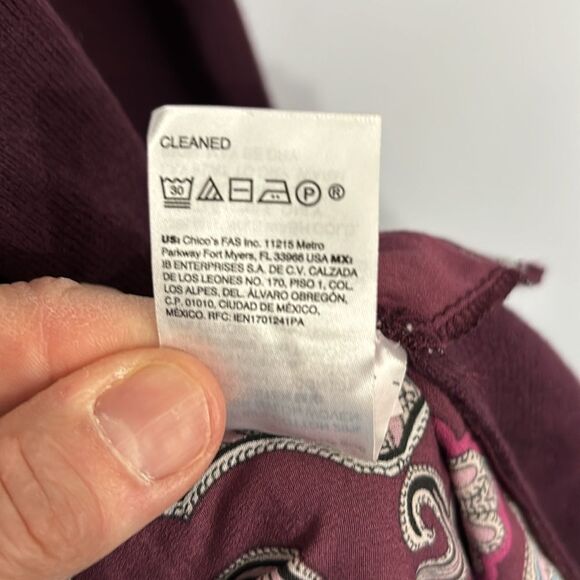 CLEANED
30 P ®
US: Chico's FAS Inc. 11215 Metro
Parkway Fort Myers, FL 33966 USA MX:
IB ENTERPRISES S.A. DE C.V. CALZADA
DE LOS LEONES NO. 170, PISO 1, COL.
LOS ALPES, DEL. ÁLVARO OBREGÓN,
C.P. 01010, CIUDAD DE MÉXICO,
MÉXICO. RFC: IEN1701241PA